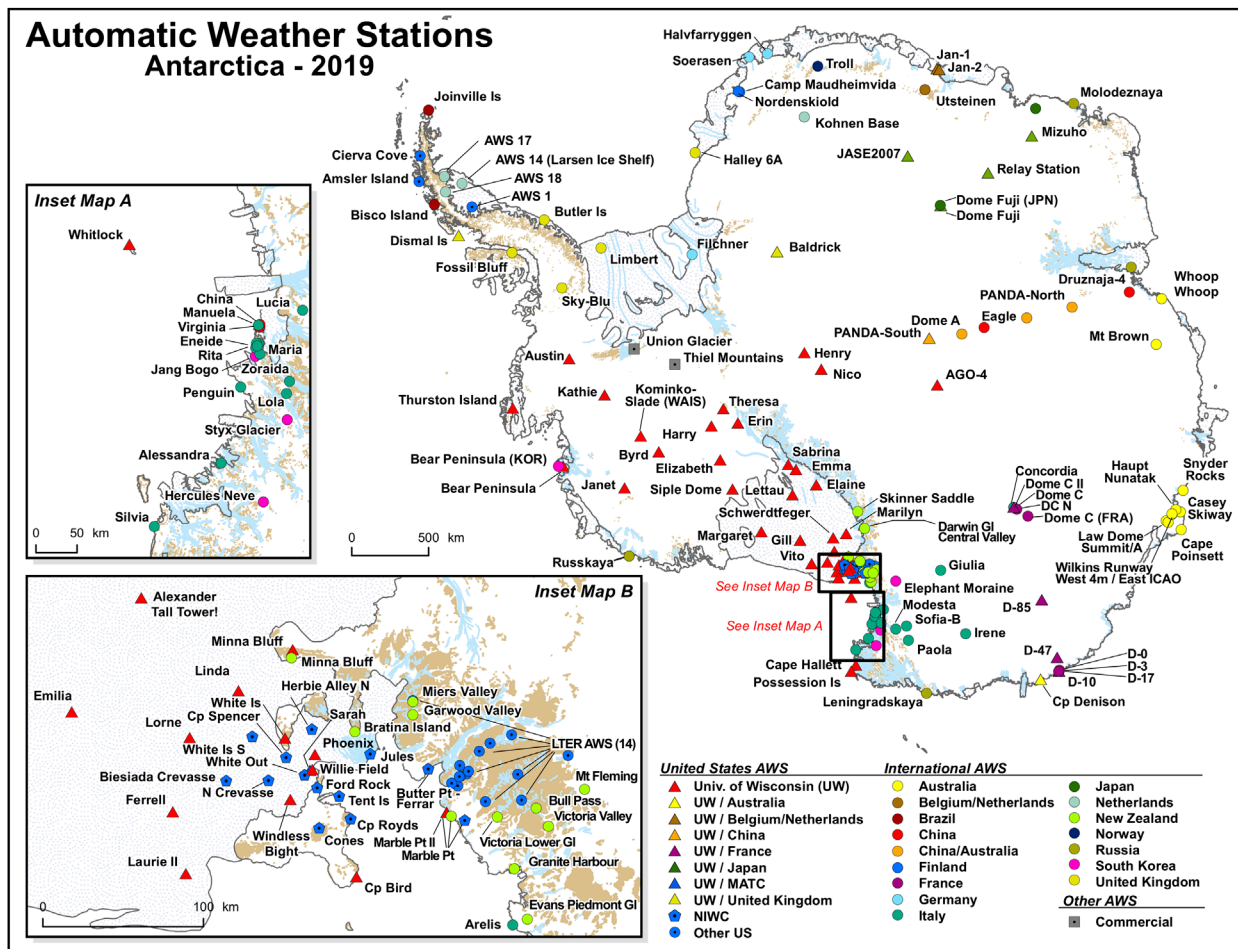 Automatic Weather Stations
Antarctica - 2019
Halvfarryggen
Soerasen
Troll
Jan-1
Jan-2
Camp Maudheimvida
Nordenskiold
Utsteinen
Molodeznaya
Kohnen Base
Mizuho
Joinville Is
AWS 17
AWS 14 (Larsen Ice Shelf)
AWS 18
AWS 1
Cierva Cove
Amsler Island
Bisco Island
Butler Is
Dismal Is
Fossil Bluff
Limbert
Filchner
Sky-Blu
Halley 6A
JASE2007
Relay Station
Dome Fuji (JPN)
Dome Fuji
Baldrick
Druznaja-4
Whoop
Whoop
PANDA-North
Dome A
Eagle
PANDA-South
Mt Brown
Union Glacier
Thiel Mountains
Austin
Henry
Nico
AGO-4
Kathie
Kominko-
Slade (WAIS)
Theresa
Thurston Island
Harry
Erin
Byrd
Elizabeth
Sabrina
Emma
Elaine
Bear Peninsula (KOR)
Bear Peninsula
Janet
Siple Dome
Lettau
Skinner Saddle
Marilyn
Schwerdtfeger
Darwin Gl
Central Valley
Margaret
Gill
Vito
Russkaya
Concordia
Dome C II
Dome C
DC N
Dome C (FRA)
Haupt
Nunatak
Snyder
Rocks
Casey
Skiway
Law Dome
Summit/A
Cape
Poinsett
Wilkins Runway
West 4m / East ICAO
Giulia
See Inset Map B
Elephant Moraine
Modesta
Sofia-B
D-85
See Inset Map A
Irene
Paola
D-47
D-0
D-3
D-17
D-10
Cape Hallett
Possession Is
Leningradskaya
Cp Denison
0
500 km
Inset Map A
Whitlock
China
Lucia
Manuela
Virginia
Eneide
Rita
Maria
Jang Bogo
Zoraida
Penguin
Lola
Styx Glacier
Alessandra
Hercules Neve
Silvia
0
50 km
Inset Map B
Alexander
Tall Tower!
Minna Bluff
Minna Bluff
Linda
Herbie Alley N
Miers Valley
Garwood Valley
Emilia
White Is
Sarah
Cp Spencer
Bratina Island
Lorne
Phoenix
LTER AWS (14)
White Is S
Jules
White Out
Willie Field
Biesiada Crevasse
N Crevasse
Ford Rock
Butter Pt -
Ferrar
Mt Fleming
Tent Is
Ferrell
Bull Pass
Victoria Valley
Cp Royds
Windless
Bight
Cones
Marble Pt II
Marble Pt
Victoria Lower Gl
Laurie II
Granite Harbour
Cp Bird
Evans Piedmont Gl
Arelis
0
100 km
United States AWS
Univ. of Wisconsin (UW)
UW / Australia
UW / Belgium/Netherlands
UW / China
UW / France
UW / Japan
UW / MATC
UW / United Kingdom
NIWC
Other US
International AWS
Australia
Belgium/Netherlands
Brazil
China
China/Australia
Finland
France
Germany
Italy
Japan
Netherlands
New Zealand
Norway
Russia
South Korea
United Kingdom
Other AWS
Commercial